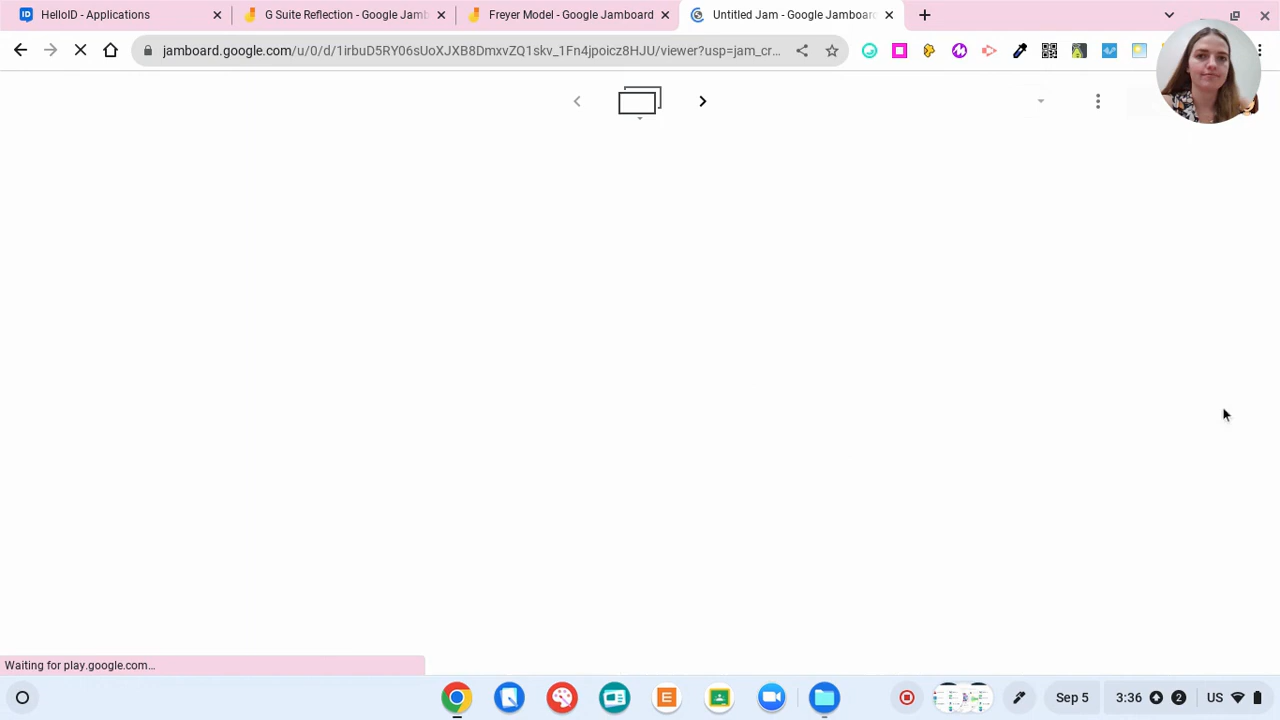 HelloID - Applications
G Suite Reflection - Google Jamb
Freyer Model - Google Jamboard
Untitled Jam - Google Jamboard
jamboard.google.com/u/0/d/1irbuD5RY06sUoXJXB8DmxvZQ1skv_1Fn4jpoicz8HJU/viewer?usp=jam_cr...
Waiting for play.google.com...
Sep 5
3:36
2
US